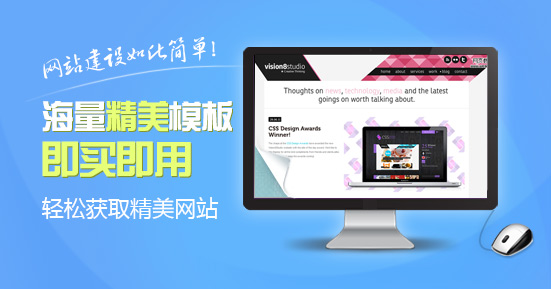 网站建设如此简单!
海量精美模板
即买即用
轻松获取精美网站
vision8studio
home about services work blog contact
Thoughts on news, technology, media and the latest
goings on worth talking about.
CSS Design Awards
Winner!